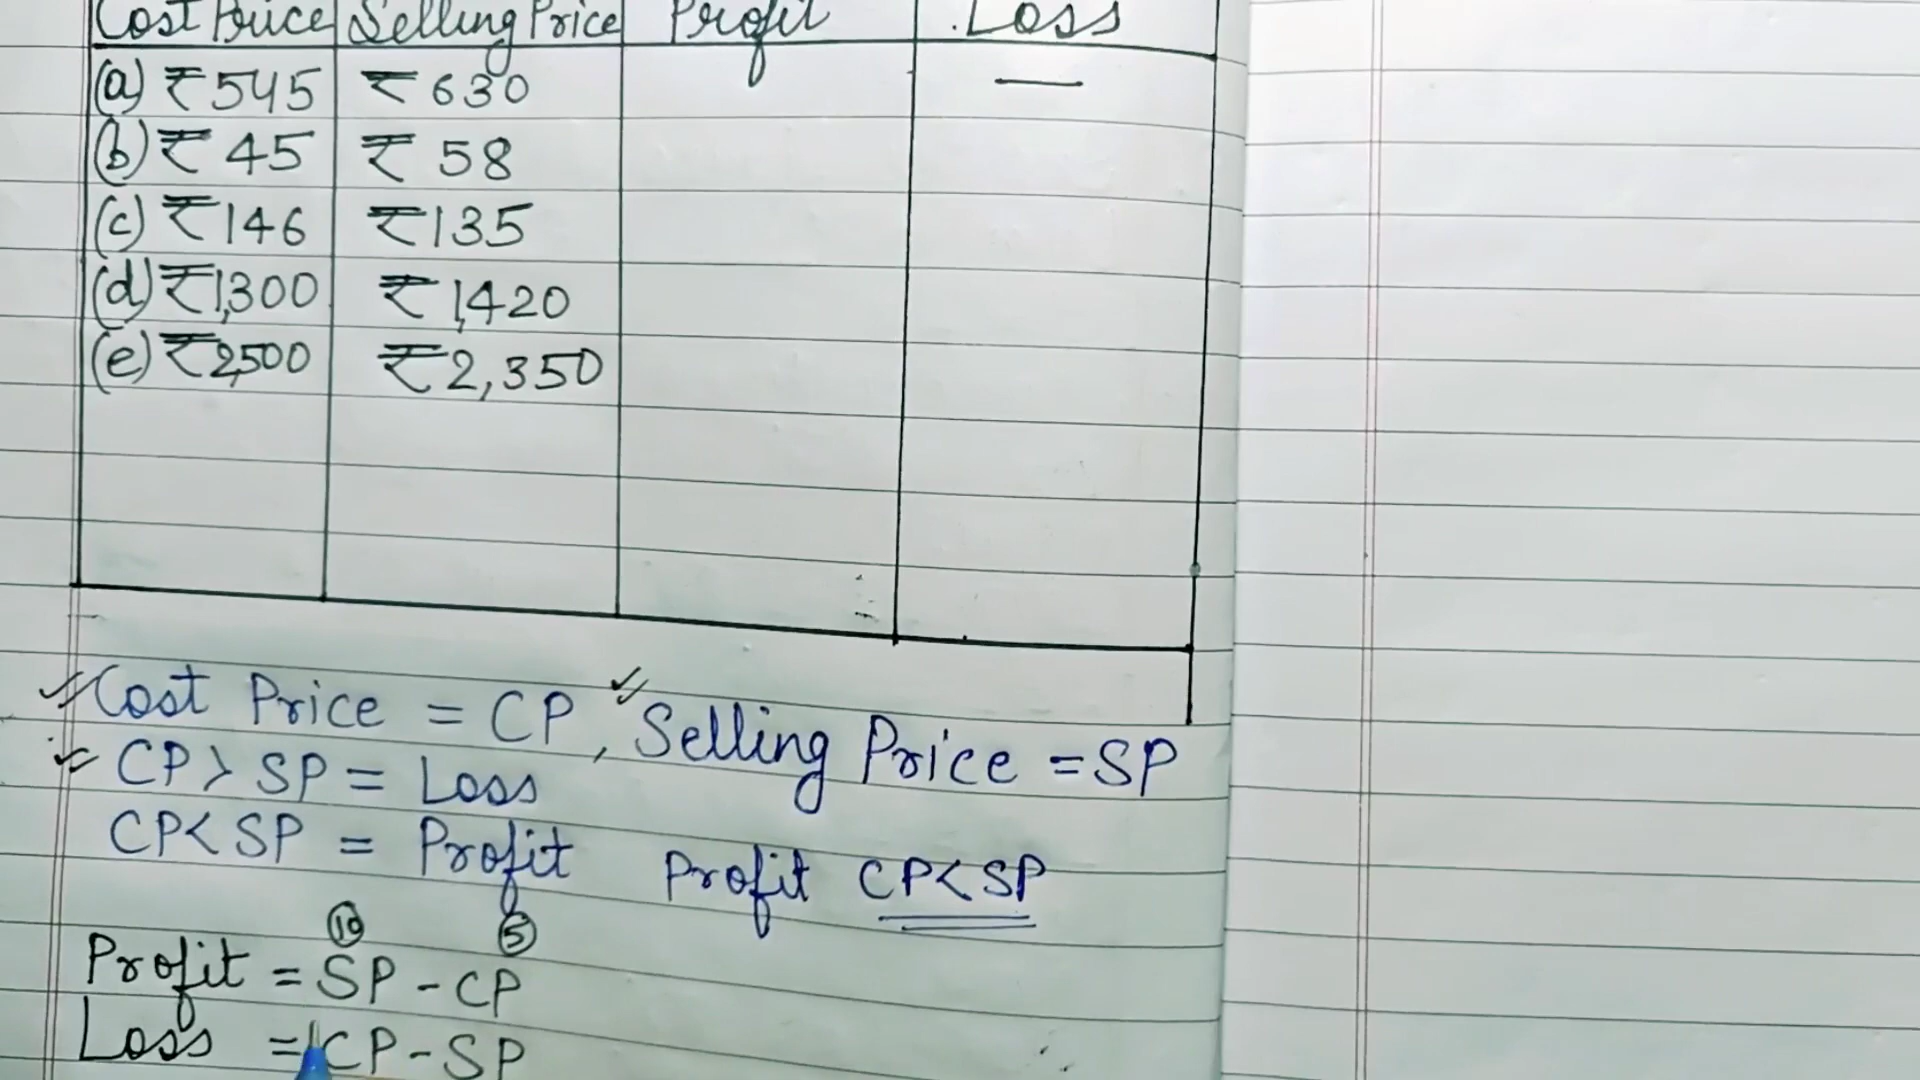 Cost Price Selling Price Profit Loss
(a) ₹545 ₹630 —
(b) ₹45 ₹58
(c) ₹146 ₹135
(d) ₹1,300 ₹1,420
(e) ₹2,500 ₹2,350
Cost Price = CP, Selling Price = SP
CP > SP = Loss
CP < SP = Profit Profit CP < SP
10 5
Profit = SP - CP
Loss = CP - SP